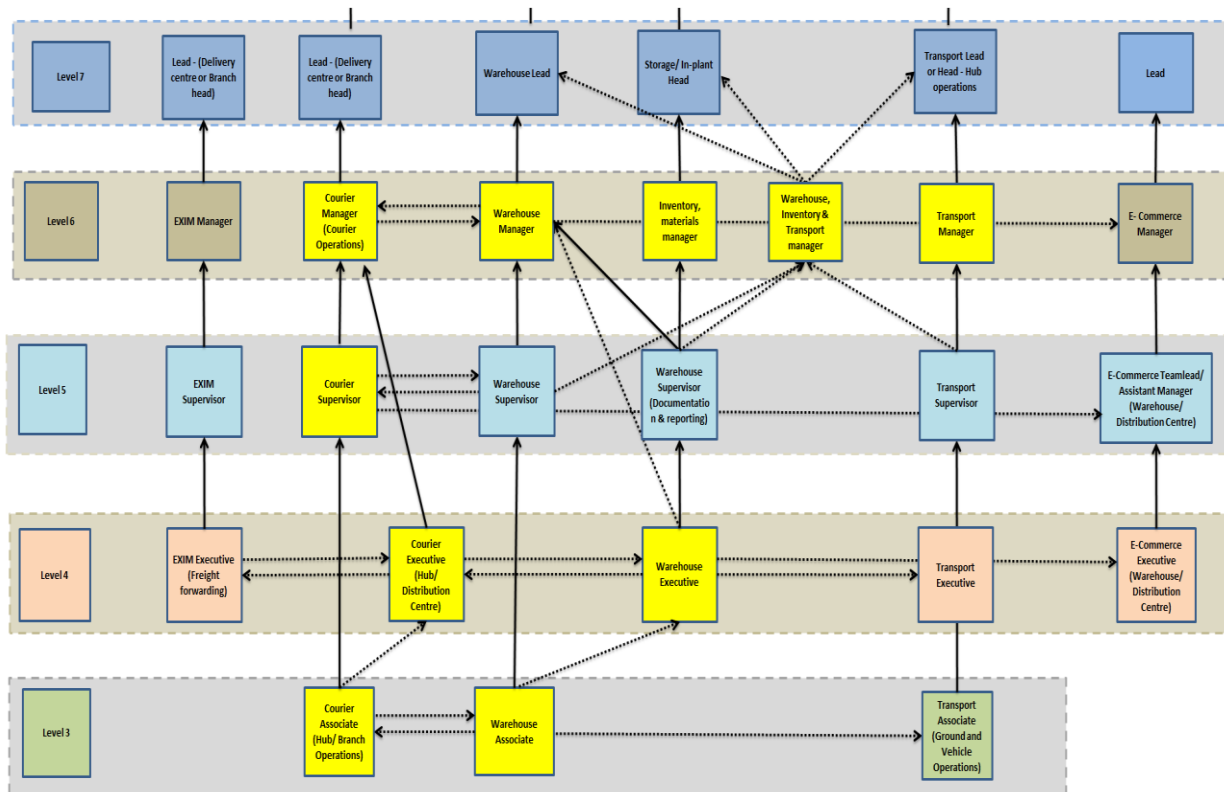 Level 7
Lead - (Delivery
centre or Branch
head)
Lead - (Delivery
centre or Branch
head)
Warehouse Lead
Storage/ In-plant
Head
Transport Lead
or Head - Hub
operations
Lead
Level 6
EXIM Manager
Courier
Manager
(Courier
Operations)
Warehouse
Manager
Inventory,
materials
manager
Warehouse,
Inventory &
Transport
manager
Transport
Manager
E- Commerce
Manager
Level 5
EXIM
Supervisor
Courier
Supervisor
Warehouse
Supervisor
Warehouse
Supervisor
(Documentatio
n & reporting)
Transport
Supervisor
E-Commerce Teamlead/
Assistant Manager
(Warehouse/
Distribution Centre)
Level 4
EXIM Executive
(Freight
forwarding)
Courier
Executive
(Hub/
Distribution
Centre)
Warehouse
Executive
Transport
Executive
E-Commerce
Executive
(Warehouse/
Distribution
Centre)
Level 3
Courier
Associate
(Hub/ Branch
Operations)
Warehouse
Associate
Transport
Associate
(Ground and
Vehicle
Operations)